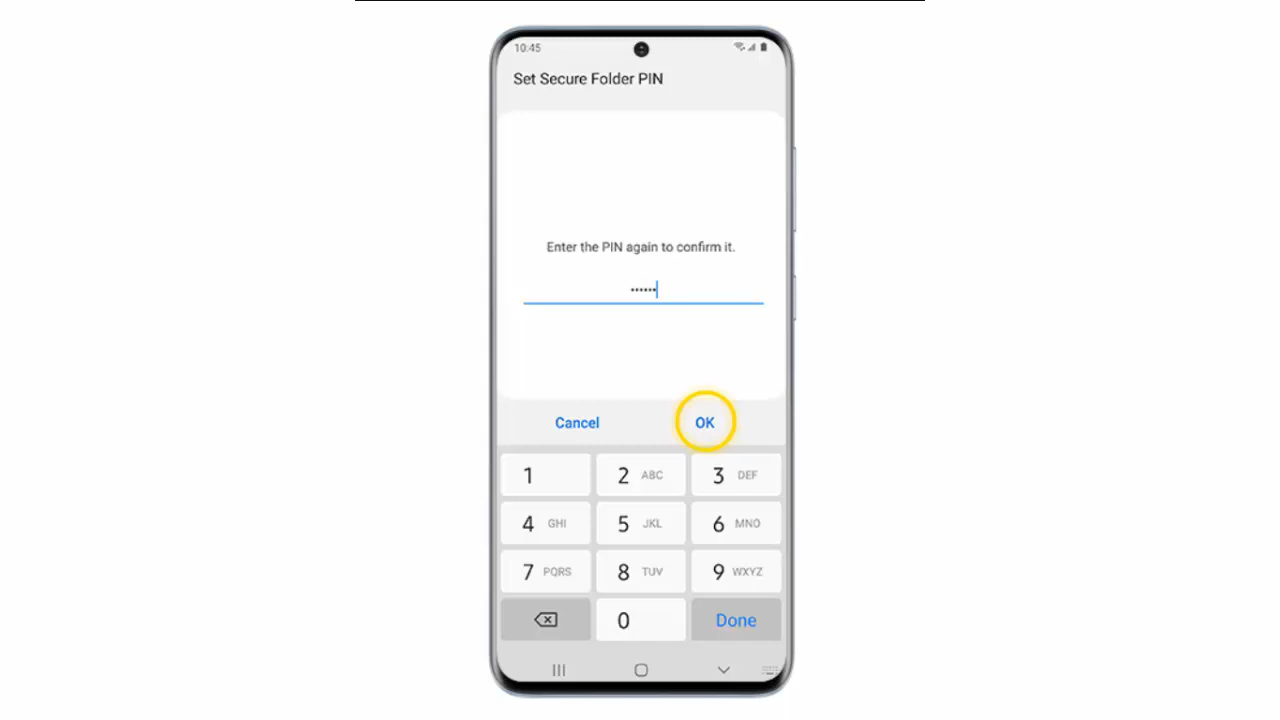 10:45
Set Secure Folder PIN
Enter the PIN again to confirm it.
••••••
Cancel OK
1 2 ABC 3 DEF
4 GHI 5 JKL 6 MNO
7 PQRS 8 TUV 9 WXYZ
0 Done